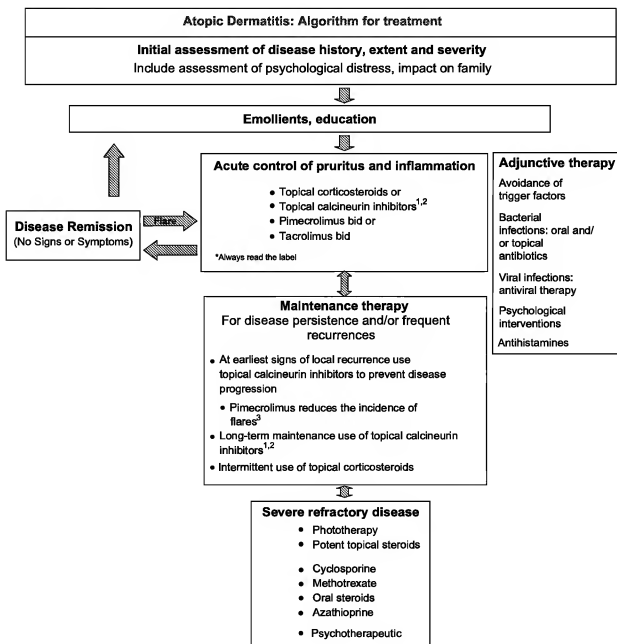 Atopic Dermatitis: Algorithm for treatment
Initial assessment of disease history, extent and severity
Include assessment of psychological distress, impact on family
Emollients, education
Acute control of pruritus and inflammation
• Topical corticosteroids or
• Topical calcineurin inhibitors1,2
• Pimecrolimus bid or
• Tacrolimus bid
*Always read the label
Disease Remission
(No Signs or Symptoms)
Flare
Adjunctive therapy
Avoidance of
trigger factors
Bacterial
infections: oral and/
or topical
antibiotics
Viral infections:
antiviral therapy
Psychological
interventions
Antihistamines
Maintenance therapy
For disease persistence and/or frequent
recurrences
• At earliest signs of local recurrence use
topical calcineurin inhibitors to prevent disease
progression
• Pimecrolimus reduces the incidence of
flares3
• Long-term maintenance use of topical calcineurin
inhibitors1,2
• Intermittent use of topical corticosteroids
Severe refractory disease
• Phototherapy
• Potent topical steroids
• Cyclosporine
• Methotrexate
• Oral steroids
• Azathioprine
• Psychotherapeutic